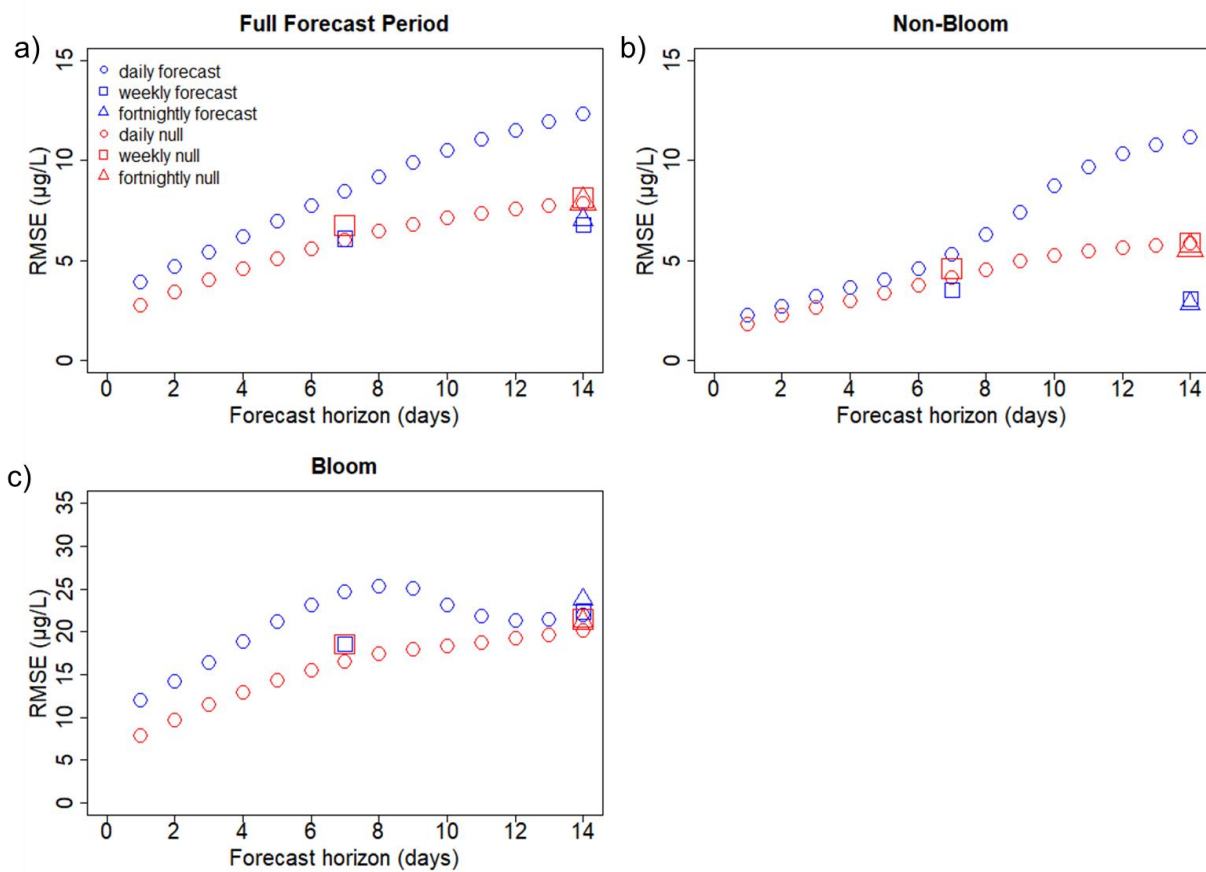 Full Forecast Period
a)
15
10
5
0
RMSE (µg/L)
daily forecast
weekly forecast
fortnightly forecast
daily null
weekly null
fortnightly null
0 2 4 6 8 10 12 14
Forecast horizon (days)
Non-Bloom
b)
15
10
5
0
RMSE (µg/L)
0 2 4 6 8 10 12 14
Forecast horizon (days)
Bloom
c)
35
30
25
20
15
10
5
0
RMSE (µg/L)
0 2 4 6 8 10 12 14
Forecast horizon (days)